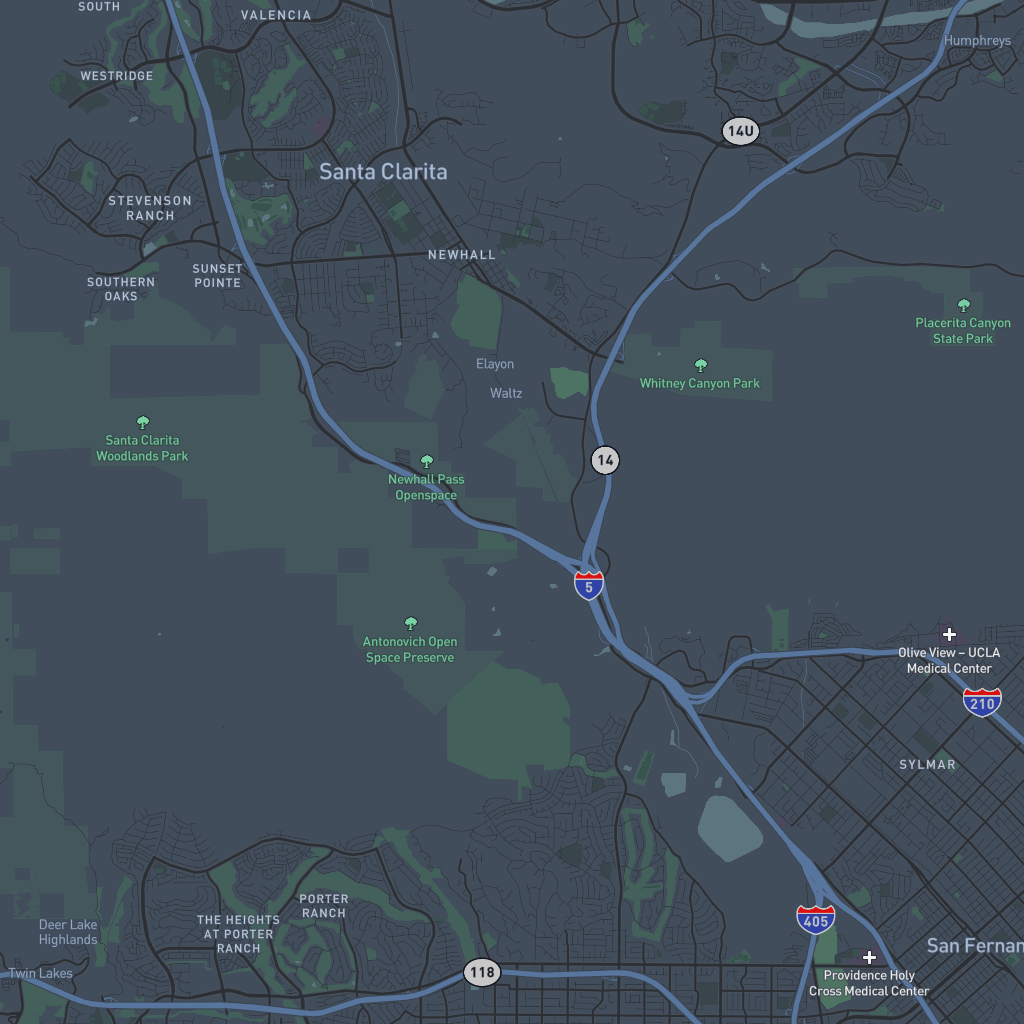 SOUTH
VALENCIA
Humphreys
WESTRIDGE
14U
Santa Clarita
STEVENSON
RANCH
NEWHALL
SUNSET
POINTE
SOUTHERN
OAKS
Placerita Canyon
State Park
Elayon
Whitney Canyon Park
Waltz
Santa Clarita
Woodlands Park
14
Newhall Pass
Openspace
5
Antonovich Open
Space Preserve
Olive View – UCLA
Medical Center
210
SYLMAR
PORTER
RANCH
THE HEIGHTS
AT PORTER
RANCH
405
Deer Lake
Highlands
San Fernan
118
Twin Lakes
Providence Holy
Cross Medical Center